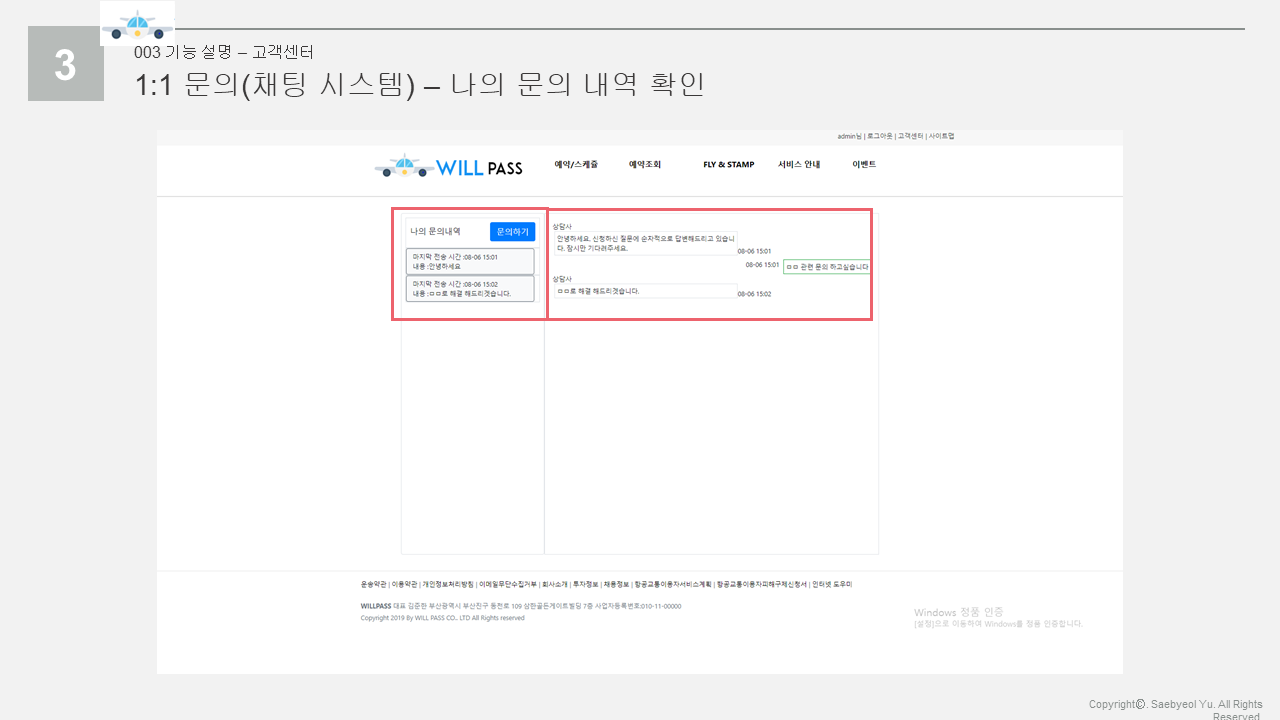 3
003 기능 설명 – 고객센터
1:1 문의(채팅 시스템) – 나의 문의 내역 확인
admin님 | 로그아웃 | 고객센터 | 사이트맵
WILL PASS
예약/스케쥴 예약조회 FLY & STAMP 서비스 안내 이벤트
나의 문의내역 문의하기
마지막 전송 시간 :08-06 15:01
내용 :안녕하세요
마지막 전송 시간 :08-06 15:02
내용 :ㅁㅁ로 해결 해드리겟습니다.
상담사
안녕하세요. 신청하신 질문에 순차적으로 답변해드리고 있습니
다. 잠시만 기다려주세요.
08-06 15:01
08-06 15:01 ㅁㅁ 관련 문의 하고싶습니다
상담사
ㅁㅁ로 해결 해드리겟습니다. 08-06 15:02
운송약관 | 이용약관 | 개인정보처리방침 | 이메일무단수집거부 | 회사소개 | 투자정보 | 채용정보 | 항공교통이용자서비스계획 | 항공교통이용자피해구제신청서 | 인터넷 도우미
WILLPASS 대표 김준한 부산광역시 부산진구 동천로 109 삼한골든게이트빌딩 7층 사업자등록번호:010-11-00000
Copyright 2019 By WILL PASS CO., LTD All Rights reserved
Windows 정품 인증
[설정]으로 이동하여 Windows를 정품 인증합니다.
Copyright©. Saebyeol Yu. All Rights
Reserved.